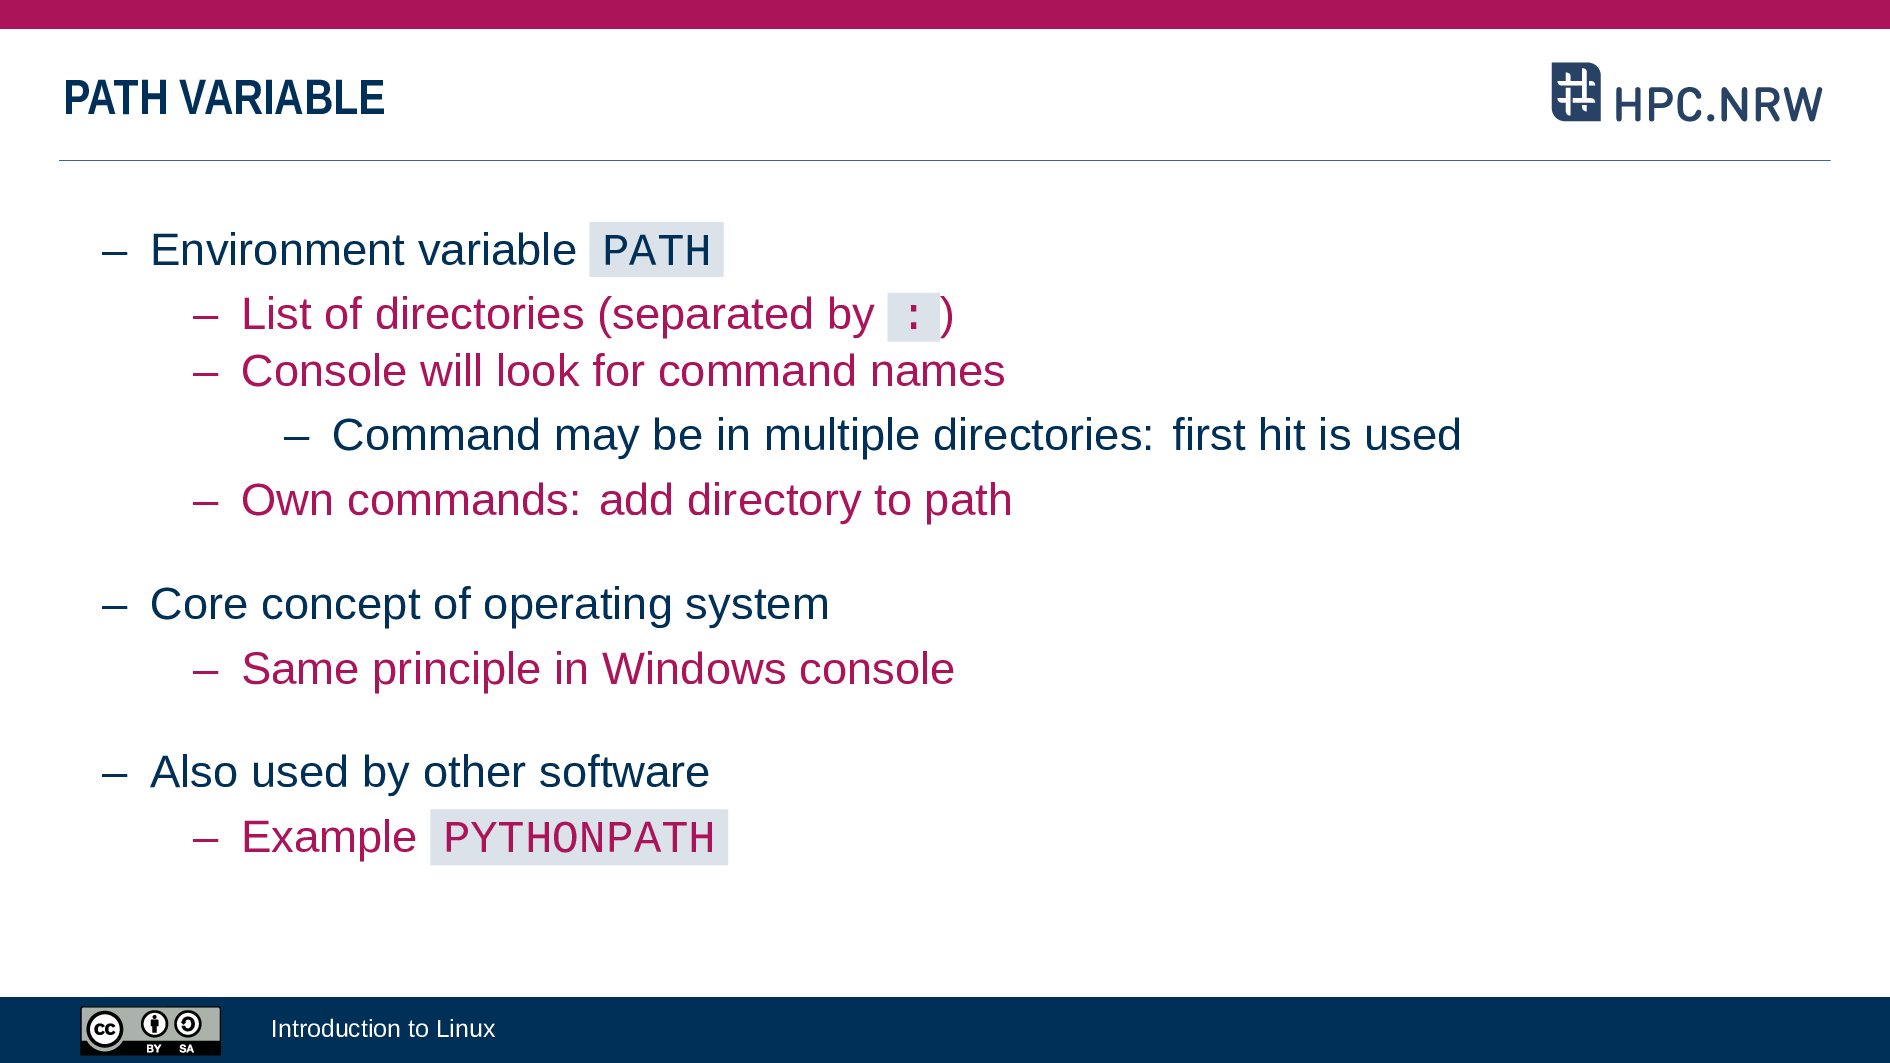 PATH VARIABLE
HPC.NRW
– Environment variable PATH
– List of directories (separated by : )
– Console will look for command names
– Command may be in multiple directories: first hit is used
– Own commands: add directory to path
– Core concept of operating system
– Same principle in Windows console
– Also used by other software
– Example PYTHONPATH
cc BY SA
Introduction to Linux